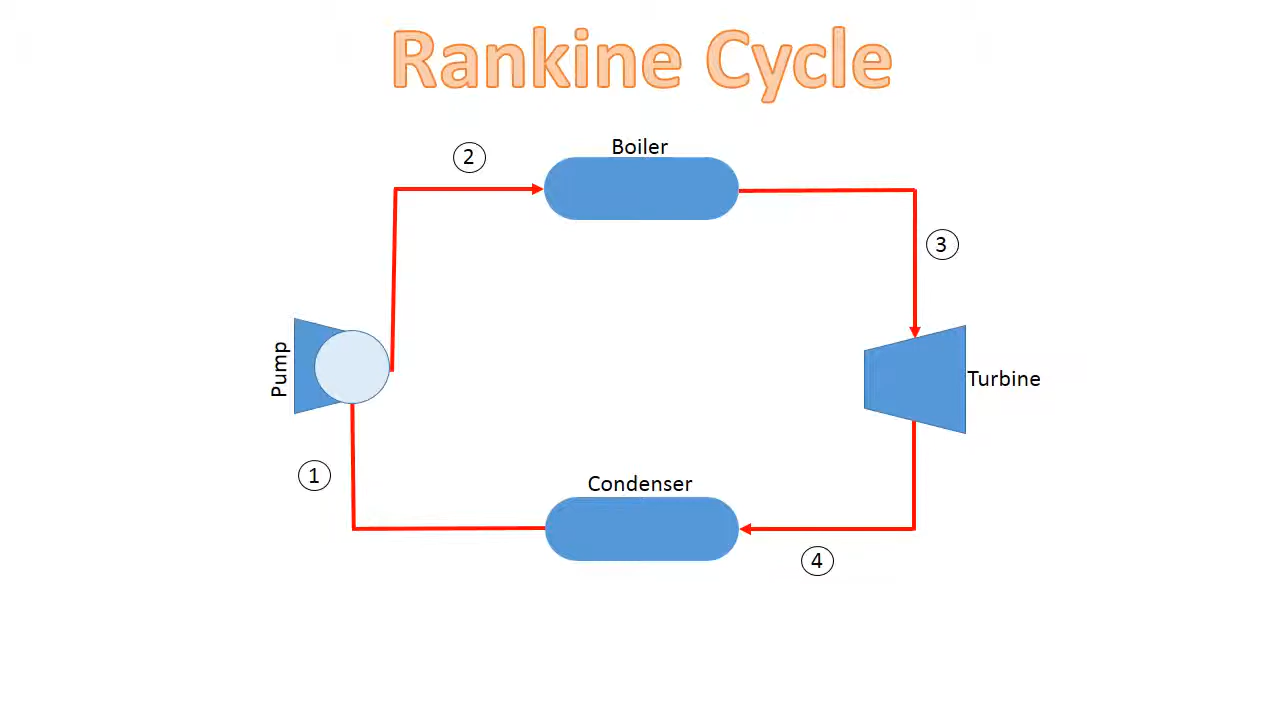 Rankine Cycle
Boiler
2
3
Pump
Turbine
1
Condenser
4